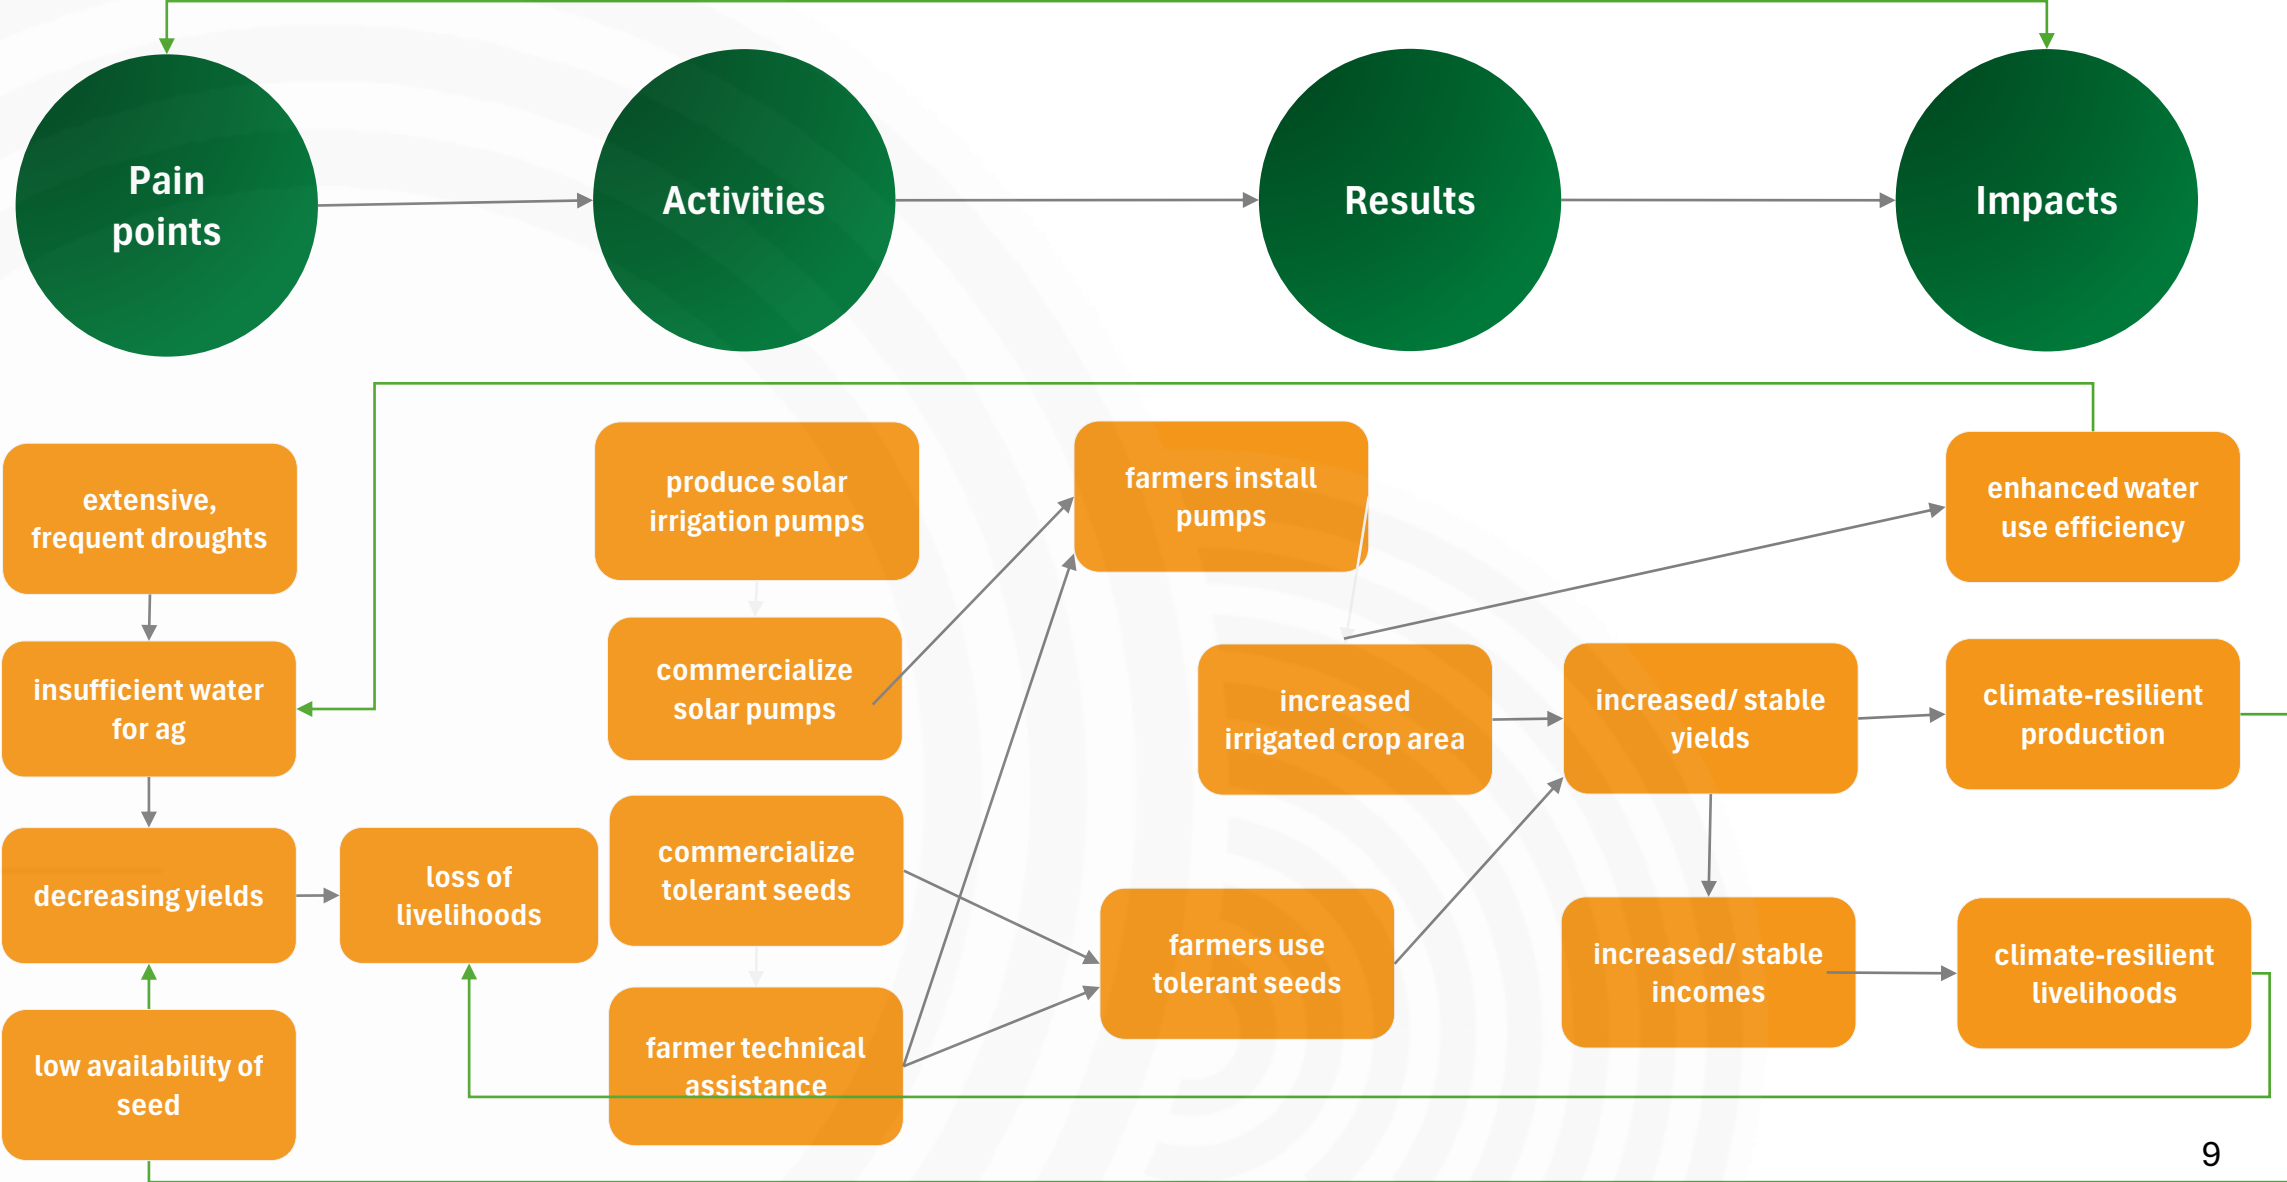 Pain
points
Activities
Results
Impacts
extensive,
frequent droughts
insufficient water
for ag
decreasing yields
loss of
livelihoods
low availability of
seed
produce solar
irrigation pumps
commercialize
solar pumps
commercialize
tolerant seeds
farmer technical
assistance
farmers install
pumps
increased
irrigated crop area
farmers use
tolerant seeds
increased/ stable
yields
increased/ stable
incomes
enhanced water
use efficiency
climate-resilient
production
climate-resilient
livelihoods
9